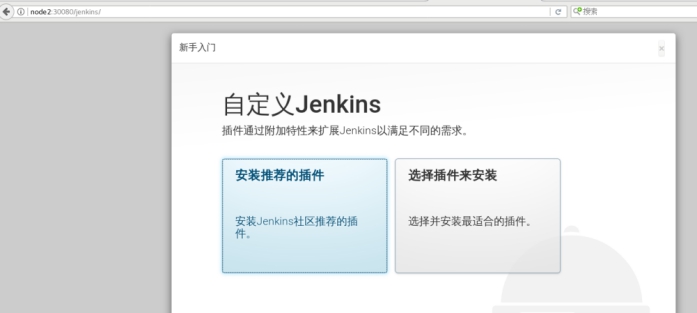 node2:30080/jenkins/
搜索
新手入门
×
自定义Jenkins
插件通过附加特性来扩展Jenkins以满足不同的需求。
安装推荐的插件
选择插件来安装
安装Jenkins社区推荐的插
件。
选择并安装最适合的插件。